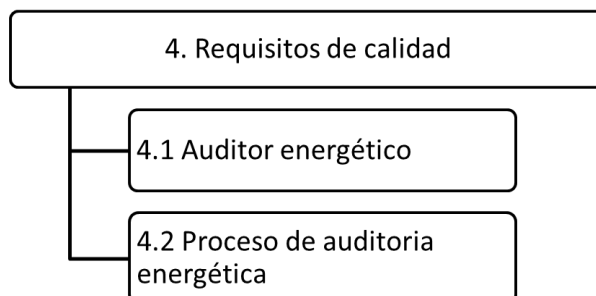 4. Requisitos de calidad
4.1 Auditor energético
4.2 Proceso de auditoria
energética